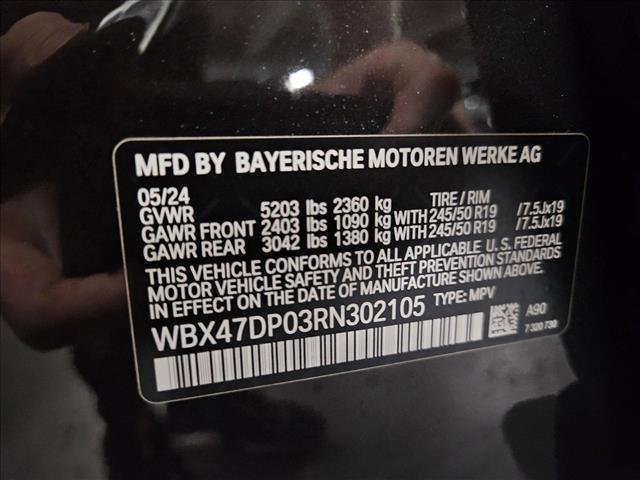 MFD BY BAYERISCHE MOTOREN WERKE AG
05/24 TIRE / RIM
GVWR 5203 lbs 2360 kg
GAWR FRONT 2403 lbs 1090 kg WITH 245/50 R19 /7.5Jx19
GAWR REAR 3042 lbs 1380 kg WITH 245/50 R19 /7.5Jx19
THIS VEHICLE CONFORMS TO ALL APPLICABLE U.S. FEDERAL
MOTOR VEHICLE SAFETY AND THEFT PREVENTION STANDARDS
IN EFFECT ON THE DATE OF MANUFACTURE SHOWN ABOVE.
WBX47DP03RN302105 TYPE: MPV
A90
7 320 730